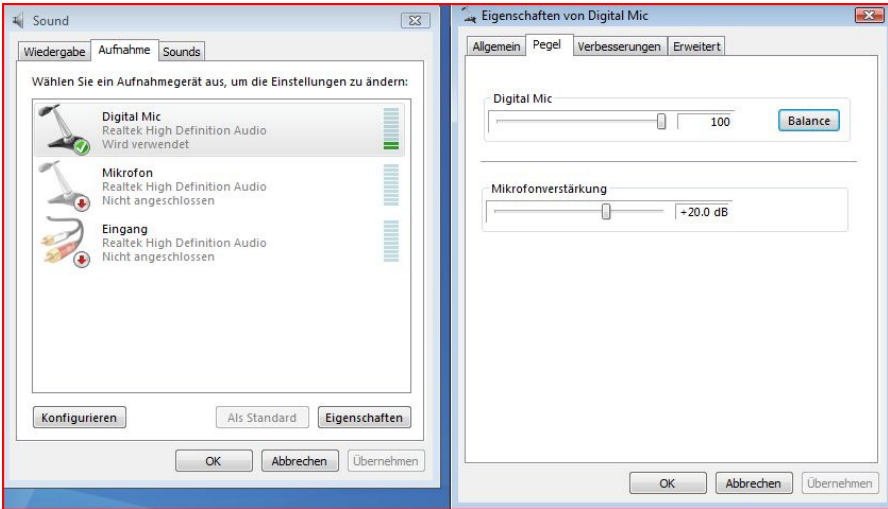 Sound
Wiedergabe Aufnahme Sounds
Wählen Sie ein Aufnahmegerät aus, um die Einstellungen zu ändern:
Digital Mic
Realtek High Definition Audio
Wird verwendet
Mikrofon
Realtek High Definition Audio
Nicht angeschlossen
Eingang
Realtek High Definition Audio
Nicht angeschlossen
Konfigurieren Als Standard Eigenschaften
OK Abbrechen Übernehmen
Eigenschaften von Digital Mic
Allgemein Pegel Verbesserungen Erweitert
Digital Mic
100 Balance
Mikrofonverstärkung
+20.0 dB
OK Abbrechen Übernehmen